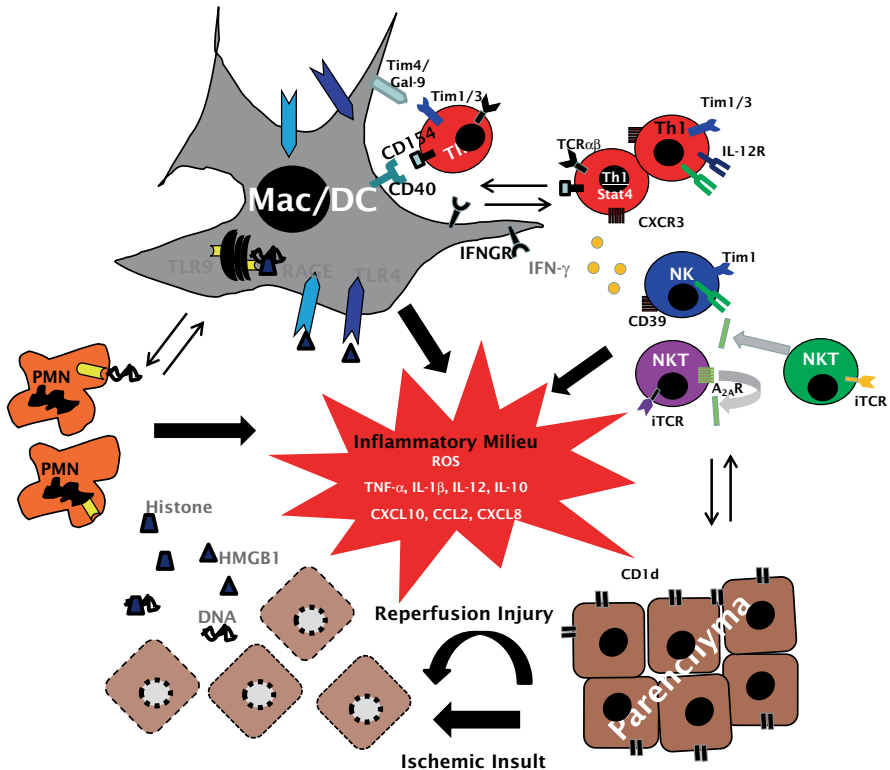 Tim4/
Gal-9
Tim1/3
Th1
CD154
CD40
Mac/DC
TLR9
RAGE
TLR4
IFNGR
Tim1/3
Th1
TCRαβ
IL-12R
Th1
Stat4
CXCR3
IFN-γ
Tim1
NK
CD39
NKT
A2AR
iTCR
NKT
iTCR
PMN
PMN
Inflammatory Milieu
ROS
TNF-α, IL-1β, IL-12, IL-10
CXCL10, CCL2, CXCL8
Histone
HMGB1
DNA
CD1d
Reperfusion Injury
Parenchyma
Ischemic Insult